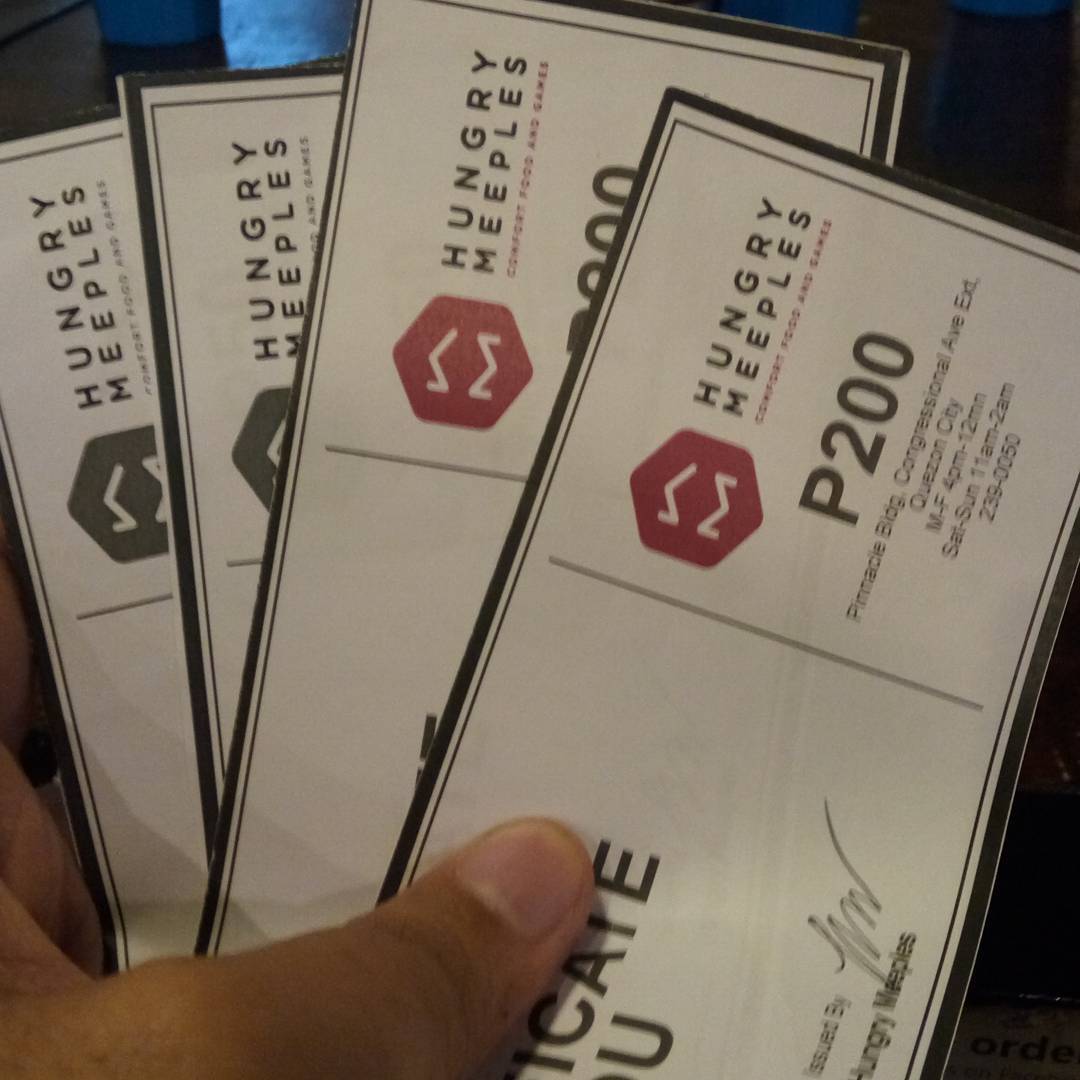 HUNGRY
MEEPLES
COMFORT FOOD AND GAMES
HUNGRY
MEEPLES
AND GAMES
HUNGRY
MEEPLES
COMFORT FOOD AND GAMES
HUNGRY
MEEPLES
COMFORT FOOD AND GAMES
P200
Pinnacle Bldg. Congressional Ave Ext,
Quezon City
M-F 4pm-12mn
Sat-Sun 11am-2am
239-0050
Issued By
Hungry Meeples